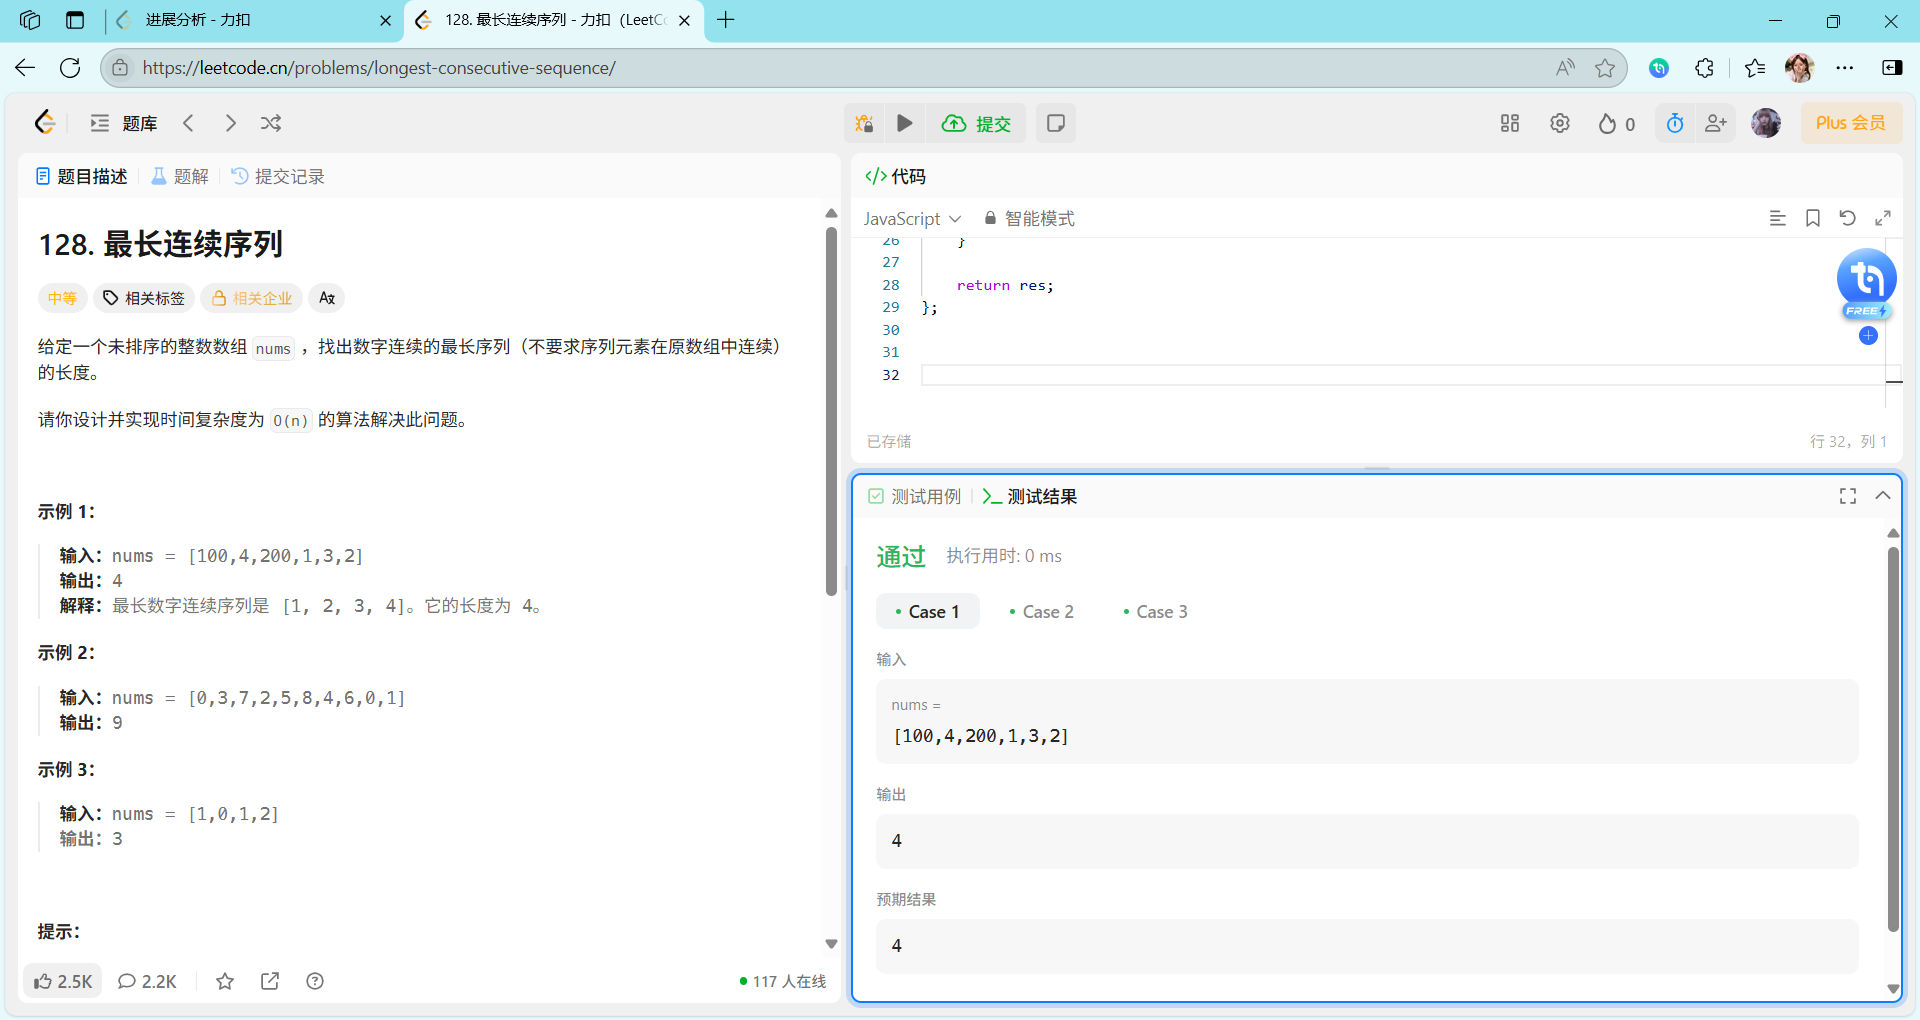 进展分析 - 力扣
128. 最长连续序列 - 力扣（LeetCo
https://leetcode.cn/problems/longest-consecutive-sequence/
题库
提交
0
Plus 会员
题目描述
题解
提交记录
128. 最长连续序列
中等
相关标签
相关企业
给定一个未排序的整数数组 nums ，找出数字连续的最长序列（不要求序列元素在原数组中连续）
的长度。
请你设计并实现时间复杂度为 O(n) 的算法解决此问题。
示例 1：
输入：nums = [100,4,200,1,3,2]
输出：4
解释：最长数字连续序列是 [1, 2, 3, 4]。它的长度为 4。
示例 2：
输入：nums = [0,3,7,2,5,8,4,6,0,1]
输出：9
示例 3：
输入：nums = [1,0,1,2]
输出：3
提示：
2.5K
2.2K
117 人在线
代码
JavaScript
智能模式
26 }
27
28 return res;
29 };
30
31
32
FREE
已存储
行 32，列 1
测试用例
测试结果
通过
执行用时: 0 ms
Case 1
Case 2
Case 3
输入
nums =
[100,4,200,1,3,2]
输出
4
预期结果
4